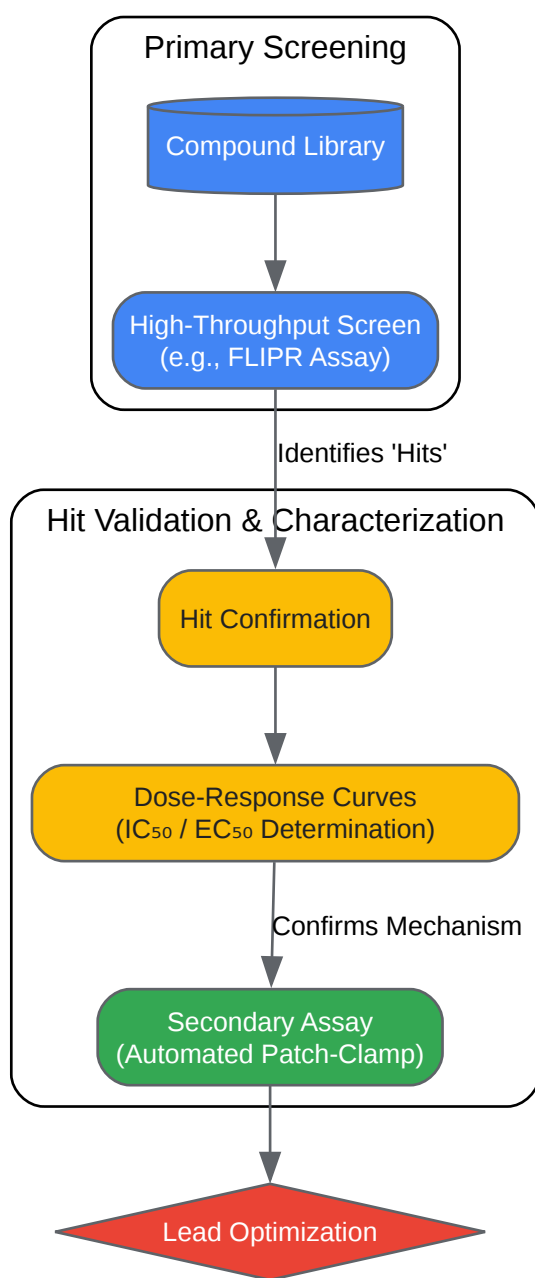 Primary Screening
Compound Library
High-Throughput Screen
(e.g., FLIPR Assay)
Identifies 'Hits'
Hit Validation & Characterization
Hit Confirmation
Dose-Response Curves
(IC₅₀ / EC₅₀ Determination)
Confirms Mechanism
Secondary Assay
(Automated Patch-Clamp)
Lead Optimization